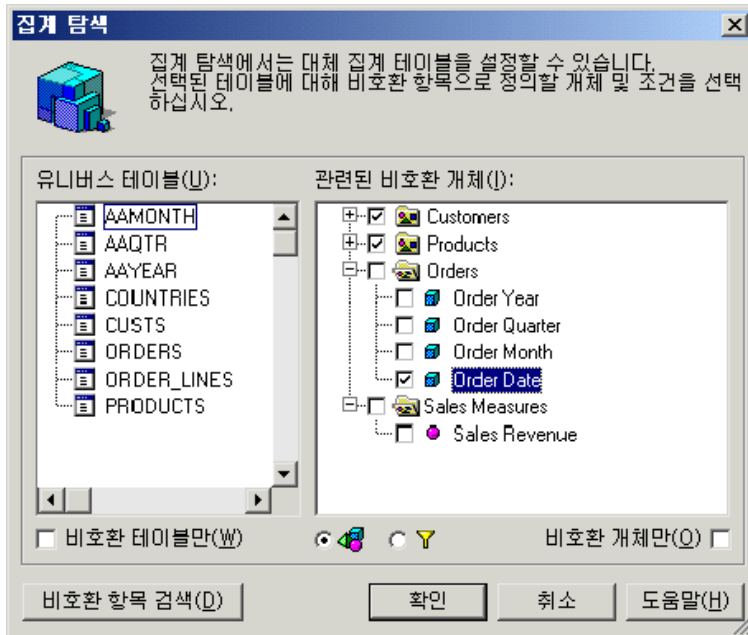 집계 탐색
집계 탐색에서는 대체 집계 테이블을 설정할 수 있습니다.
선택된 테이블에 대해 비호환 항목으로 정의할 개체 및 조건을 선택
하십시오.
유니버스 테이블(U):
관련된 비호환 개체(I):
AAMONTH
AAQTR
AAYEAR
COUNTRIES
CUSTS
ORDERS
ORDER_LINES
PRODUCTS
Customers
Products
Orders
Order Year
Order Quarter
Order Month
Order Date
Sales Measures
Sales Revenue
비호환 테이블만(W)
비호환 개체만(O)
비호환 항목 검색(D)
확인
취소
도움말(H)